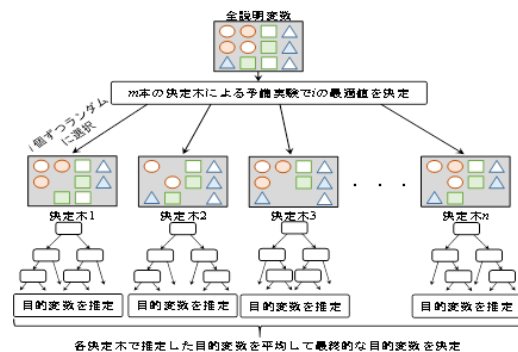 全説明変数
m本の決定木による予備実験でiの最適値を決定
i個ずつランダム
に選択
決定木1
決定木2
決定木3
・ ・ ・
決定木n
目的変数を推定
目的変数を推定
目的変数を推定
目的変数を推定
各決定木で推定した目的変数を平均して最終的な目的変数を決定